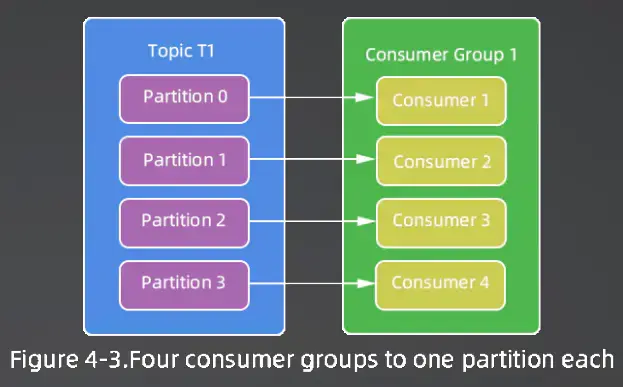 Topic T1
Consumer Group 1
Partition 0
Consumer 1
Partition 1
Consumer 2
Partition 2
Consumer 3
Partition 3
Consumer 4
Figure 4-3.Four consumer groups to one partition each